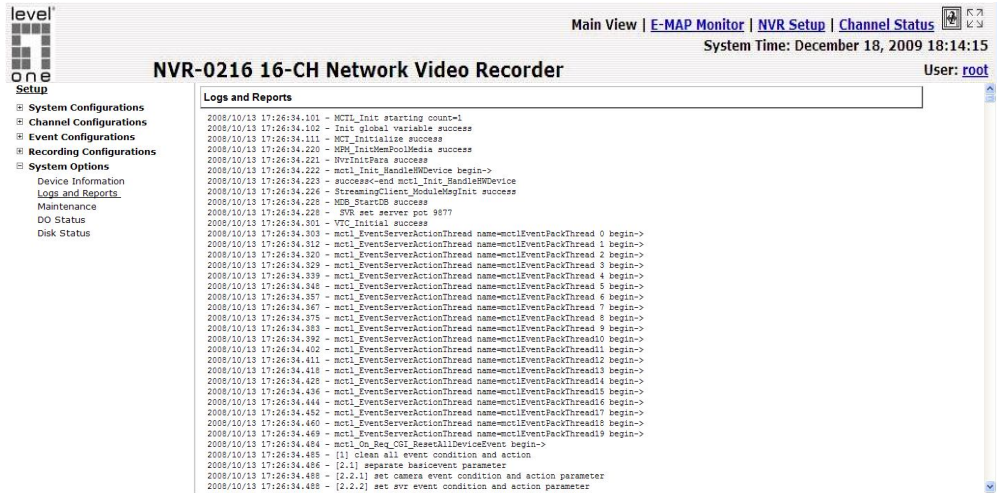 level
one
Main View | E-MAP Monitor | NVR Setup | Channel Status
System Time: December 18, 2009 18:14:15
NVR-0216 16-CH Network Video Recorder
User: root
Setup
System Configurations
Channel Configurations
Event Configurations
Recording Configurations
System Options
Device Information
Logs and Reports
Maintenance
DO Status
Disk Status
Logs and Reports
2008/10/13 17:26:34.101 - MCTL_Init starting count=1
2008/10/13 17:26:34.102 - Init global variable success
2008/10/13 17:26:34.111 - MCT_Initialize success
2008/10/13 17:26:34.220 - MPM_InitMemPoolMedia success
2008/10/13 17:26:34.221 - NvrInitPara success
2008/10/13 17:26:34.222 - mctl_Init_HandleHWDevice begin->
2008/10/13 17:26:34.223 - success<-end mctl_Init_HandleHWDevice
2008/10/13 17:26:34.226 - StreamingClient_ModuleMsgInit success
2008/10/13 17:26:34.228 - MDB_StartDB success
2008/10/13 17:26:34.228 - SVR set server pot 9877
2008/10/13 17:26:34.301 - VTC_Initial success
2008/10/13 17:26:34.303 - mctl_EventServerActionThread name=mctlEventPackThread 0 begin->
2008/10/13 17:26:34.312 - mctl_EventServerActionThread name=mctlEventPackThread 1 begin->
2008/10/13 17:26:34.320 - mctl_EventServerActionThread name=mctlEventPackThread 2 begin->
2008/10/13 17:26:34.329 - mctl_EventServerActionThread name=mctlEventPackThread 3 begin->
2008/10/13 17:26:34.339 - mctl_EventServerActionThread name=mctlEventPackThread 4 begin->
2008/10/13 17:26:34.348 - mctl_EventServerActionThread name=mctlEventPackThread 5 begin->
2008/10/13 17:26:34.357 - mctl_EventServerActionThread name=mctlEventPackThread 6 begin->
2008/10/13 17:26:34.367 - mctl_EventServerActionThread name=mctlEventPackThread 7 begin->
2008/10/13 17:26:34.375 - mctl_EventServerActionThread name=mctlEventPackThread 8 begin->
2008/10/13 17:26:34.383 - mctl_EventServerActionThread name=mctlEventPackThread 9 begin->
2008/10/13 17:26:34.392 - mctl_EventServerActionThread name=mctlEventPackThread10 begin->
2008/10/13 17:26:34.402 - mctl_EventServerActionThread name=mctlEventPackThread11 begin->
2008/10/13 17:26:34.411 - mctl_EventServerActionThread name=mctlEventPackThread12 begin->
2008/10/13 17:26:34.418 - mctl_EventServerActionThread name=mctlEventPackThread13 begin->
2008/10/13 17:26:34.428 - mctl_EventServerActionThread name=mctlEventPackThread14 begin->
2008/10/13 17:26:34.436 - mctl_EventServerActionThread name=mctlEventPackThread15 begin->
2008/10/13 17:26:34.444 - mctl_EventServerActionThread name=mctlEventPackThread16 begin->
2008/10/13 17:26:34.452 - mctl_EventServerActionThread name=mctlEventPackThread17 begin->
2008/10/13 17:26:34.460 - mctl_EventServerActionThread name=mctlEventPackThread18 begin->
2008/10/13 17:26:34.469 - mctl_EventServerActionThread name=mctlEventPackThread19 begin->
2008/10/13 17:26:34.484 - mctl_On_Req_CGI_ResetAllDeviceEvent begin->
2008/10/13 17:26:34.485 - [1] clean all event condition and action
2008/10/13 17:26:34.486 - [2.1] separate basicevent parameter
2008/10/13 17:26:34.488 - [2.2.1] set camera event condition and action parameter
2008/10/13 17:26:34.488 - [2.2.2] set svr event condition and action parameter